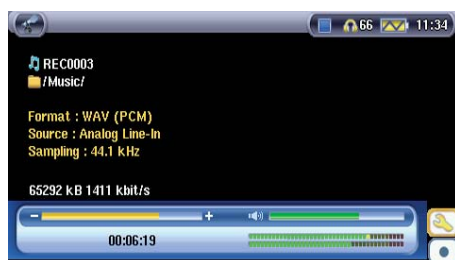 66 11:34
REC0003
/Music/
Format : WAV (PCM)
Source : Analog Line-In
Sampling : 44.1 kHz
65292 kB 1411 kbit/s
- +
00:06:19